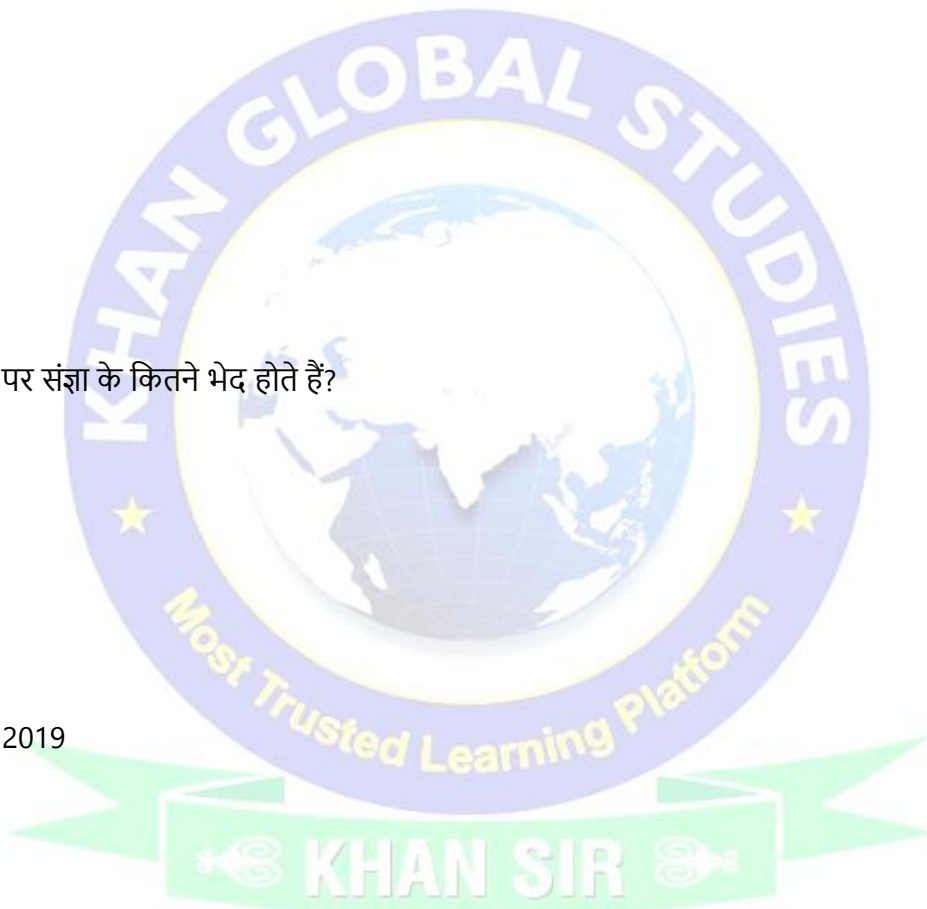 KHAN GLOBAL STUDIES
पर संज्ञा के कितने भेद होते हैं?
2019
Most Trusted Learning Platform
KHAN SIR